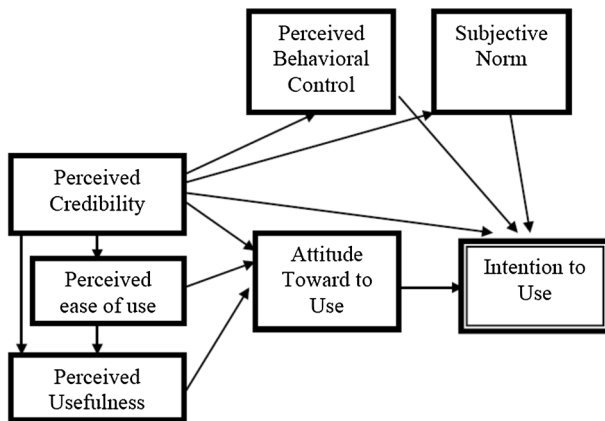 Perceived
Behavioral
Control
Subjective
Norm
Perceived
Credibility
Perceived
ease of use
Perceived
Usefulness
Attitude
Toward to
Use
Intention to
Use